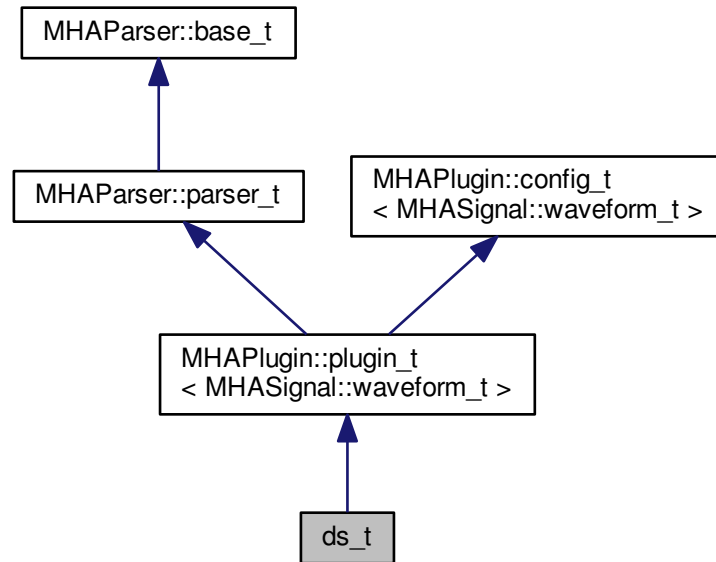 MHAParser::base_t
MHAParser::parser_t
MHAPlugin::config_t
< MHASignal::waveform_t >
MHAPlugin::plugin_t
< MHASignal::waveform_t >
ds_t